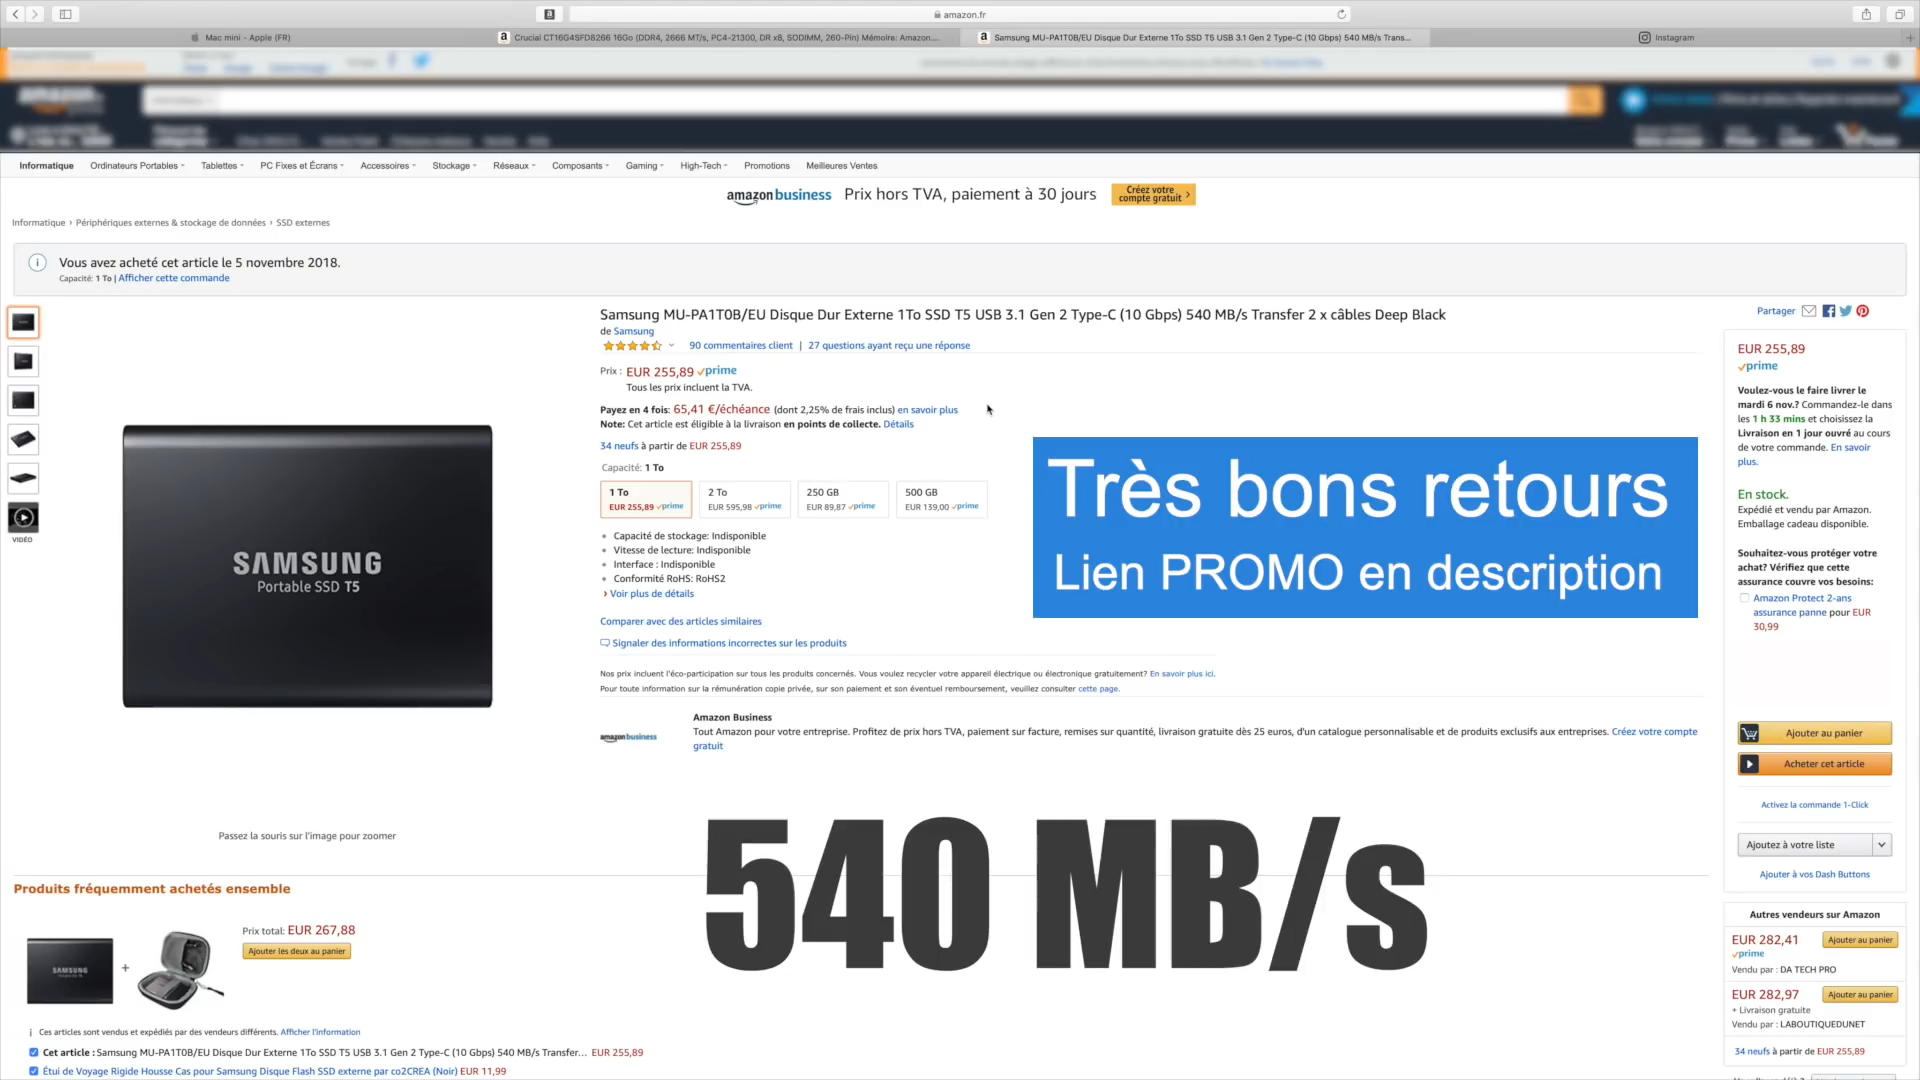 amazon.fr
Mac mini - Apple (FR)
Crucial CT16G4SFD8266 16Go (DDR4, 2666 MT/s, PC4-21300, DR x8, SODIMM, 260-Pin) Mémoire: Amazon....
Samsung MU-PA1T0B/EU Disque Dur Externe 1To SSD T5 USB 3.1 Gen 2 Type-C (10 Gbps) 540 MB/s Trans...
Instagram
Informatique Ordinateurs Portables Tablettes PC Fixes et Écrans Accessoires Stockage Réseaux Composants Gaming High-Tech Promotions Meilleures Ventes
amazon business Prix hors TVA, paiement à 30 jours
Créez votre
compte gratuit
Informatique › Périphériques externes & stockage de données › SSD externes
Vous avez acheté cet article le 5 novembre 2018.
Capacité: 1 To | Afficher cette commande
VIDÉO
SAMSUNG
Portable SSD T5
Passez la souris sur l'image pour zoomer
Samsung MU-PA1T0B/EU Disque Dur Externe 1To SSD T5 USB 3.1 Gen 2 Type-C (10 Gbps) 540 MB/s Transfer 2 x câbles Deep Black
de Samsung
90 commentaires client | 27 questions ayant reçu une réponse
Prix : EUR 255,89 prime
Tous les prix incluent la TVA.
Payez en 4 fois: 65,41 €/échéance (dont 2,25% de frais inclus) en savoir plus
Note: Cet article est éligible à la livraison en points de collecte. Détails
34 neufs à partir de EUR 255,89
Capacité: 1 To
1 To
EUR 255,89 prime
2 To
EUR 595,98 prime
250 GB
EUR 89,87 prime
500 GB
EUR 139,00 prime
Capacité de stockage: Indisponible
Vitesse de lecture: Indisponible
Interface : Indisponible
Conformité RoHS: RoHS2
› Voir plus de détails
Comparer avec des articles similaires
Signaler des informations incorrectes sur les produits
Très bons retours
Lien PROMO en description
Nos prix incluent l'éco-participation sur tous les produits concernés. Vous voulez recycler votre appareil électrique ou électronique gratuitement? En savoir plus ici.
Pour toute information sur la rémunération copie privée, sur son paiement et son éventuel remboursement, veuillez consulter cette page.
amazon business
Amazon Business
Tout Amazon pour votre entreprise. Profitez de prix hors TVA, paiement sur facture, remises sur quantité, livraison gratuite dès 25 euros, d'un catalogue personnalisable et de produits exclusifs aux entreprises. Créez votre compte
gratuit
540 MB/s
Partager
EUR 255,89
prime
Voulez-vous le faire livrer le
mardi 6 nov.? Commandez-le dans
les 1 h 33 mins et choisissez la
Livraison en 1 jour ouvré au cours
de votre commande. En savoir
plus.
En stock.
Expédié et vendu par Amazon.
Emballage cadeau disponible.
Souhaitez-vous protéger votre
achat? Vérifiez que cette
assurance couvre vos besoins:
Amazon Protect 2-ans
assurance panne pour EUR
30,99
Ajouter au panier
Acheter cet article
Activez la commande 1-Click
Ajoutez à votre liste
Ajouter à vos Dash Buttons
Autres vendeurs sur Amazon
EUR 282,41 Ajouter au panier
prime
Vendu par : DA TECH PRO
EUR 282,97 Ajouter au panier
+ Livraison gratuite
Vendu par : LABOUTIQUEDUNET
34 neufs à partir de EUR 255,89
Produits fréquemment achetés ensemble
SAMSUNG
+
Prix total: EUR 267,88
Ajouter les deux au panier
i Ces articles sont vendus et expédiés par des vendeurs différents. Afficher l'information
Cet article : Samsung MU-PA1T0B/EU Disque Dur Externe 1To SSD T5 USB 3.1 Gen 2 Type-C (10 Gbps) 540 MB/s Transfer... EUR 255,89
Étui de Voyage Rigide Housse Cas pour Samsung Disque Flash SSD externe par co2CREA (Noir) EUR 11,99